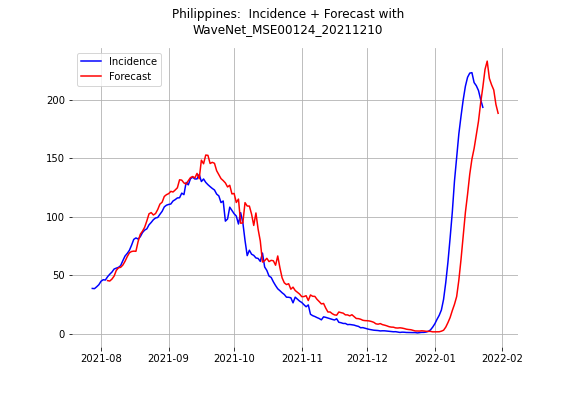 Philippines:  Incidence + Forecast with
WaveNet_MSE00124_20211210
Incidence
Forecast
200
150
100
50
0
2021-08 2021-09 2021-10 2021-11 2021-12 2022-01 2022-02